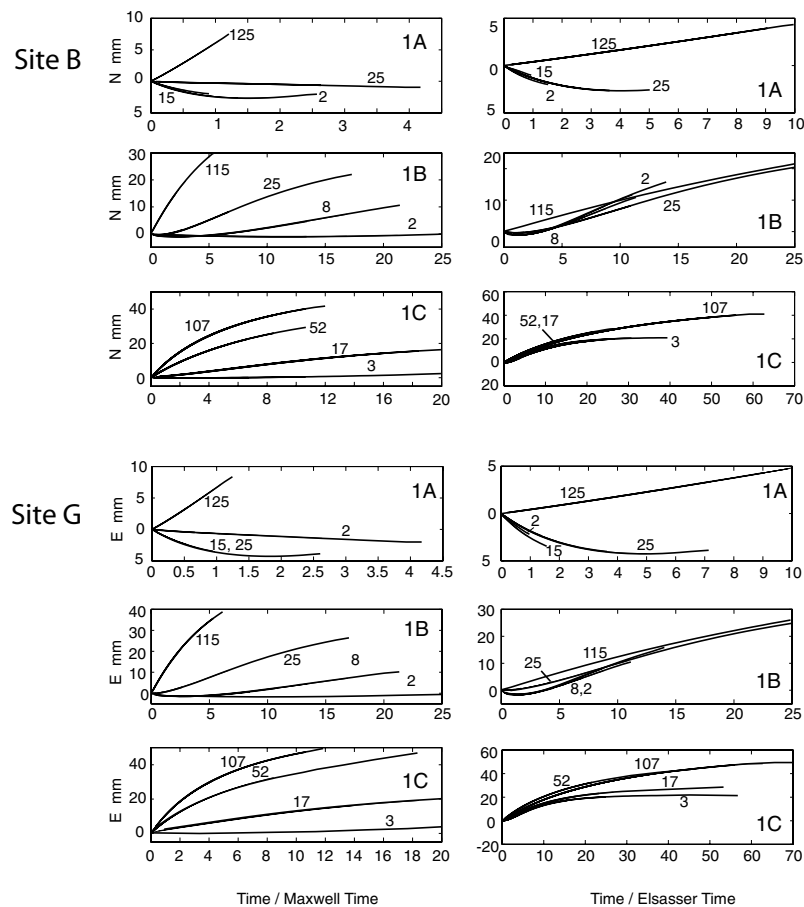 Site B
N mm
10
5
0
5
125
1A
25
15
2
0 1 2 3 4
5
0
5
125
1A
15
2
25
0 1 2 3 4 5 6 7 8 9 10
N mm
30
20
10
0
115
1B
25
8
2
0 5 10 15 20 25
20
10
0
2
115
25
1B
8
0 5 10 15 20 25
N mm
40
20
0
1C
107
52
17
3
0 4 8 12 16 20
60
40
20
0
20
107
52,17
3
1C
0 10 20 30 40 50 60 70
Site G
E mm
10
5
0
5
1A
125
2
15, 25
0 0.5 1 1.5 2 2.5 3 3.5 4 4.5
5
0
5
1A
125
2
15
25
0 1 2 3 4 5 6 7 8 9 10
E mm
40
20
0
115
1B
25
8
2
0 5 10 15 20 25
30
20
10
0
115
25
1B
8,2
0 5 10 15 20 25
E mm
40
20
0
107
52
1C
17
3
0 2 4 6 8 10 12 14 16 18 20
60
40
20
0
-20
107
52
17
3
1C
0 10 20 30 40 50 60 70
Time / Maxwell Time
Time / Elsasser Time